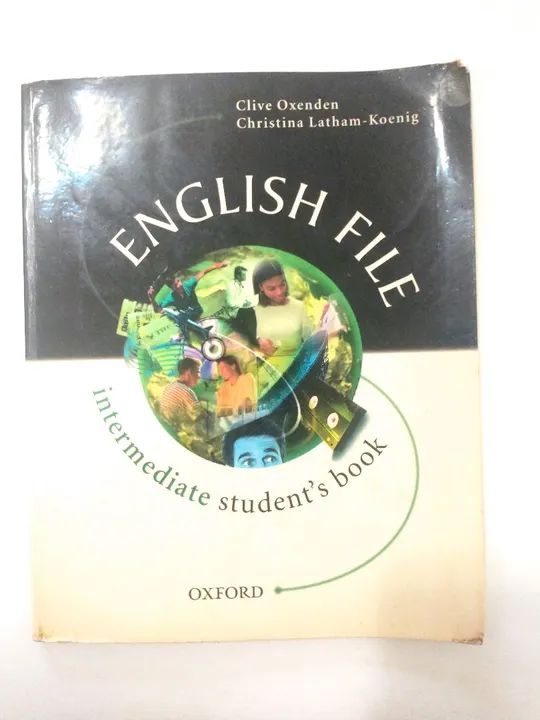 Clive Oxenden
Christina Latham-Koenig
ENGLISH FILE
intermediate student's book
OXFORD